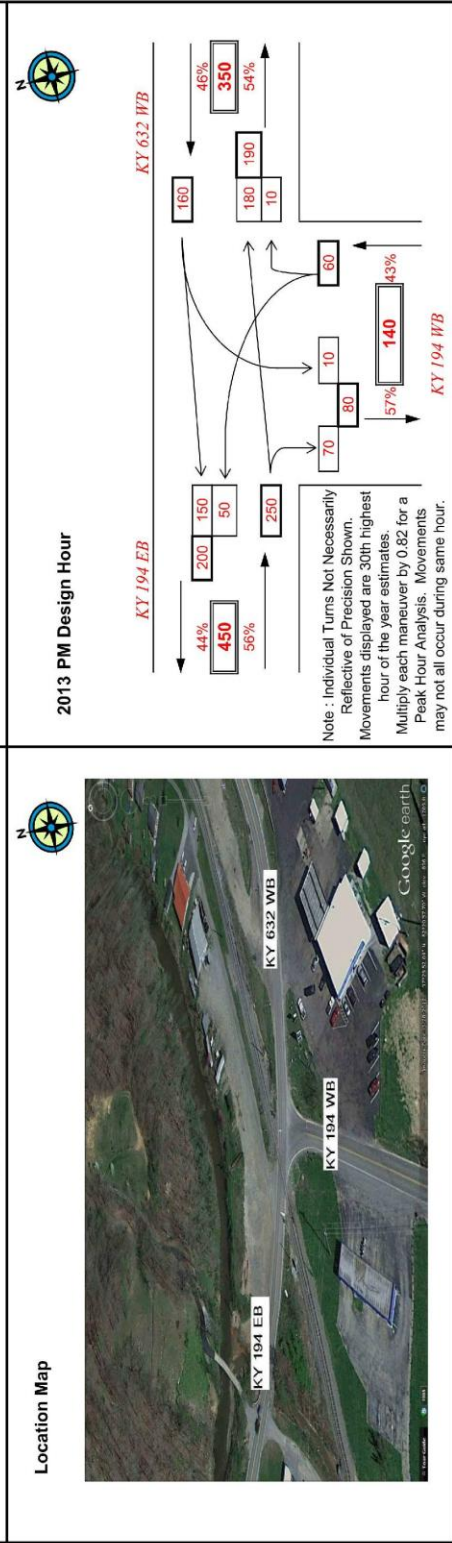 Location Map
N
KY 194 EB
KY 632 WB
KY 194 WB
Google earth
2013 PM Design Hour
N
KY 194 EB
KY 632 WB
44%
450
56%
200
150
50
250
160
46%
350
54%
180
190
10
60
70
80
10
57%
140
43%
KY 194 WB
Note : Individual Turns Not Necessarily
Reflective of Precision Shown.
Movements displayed are 30th highest
hour of the year estimates.
Multiply each maneuver by 0.82 for a
Peak Hour Analysis. Movements
may not all occur during same hour.